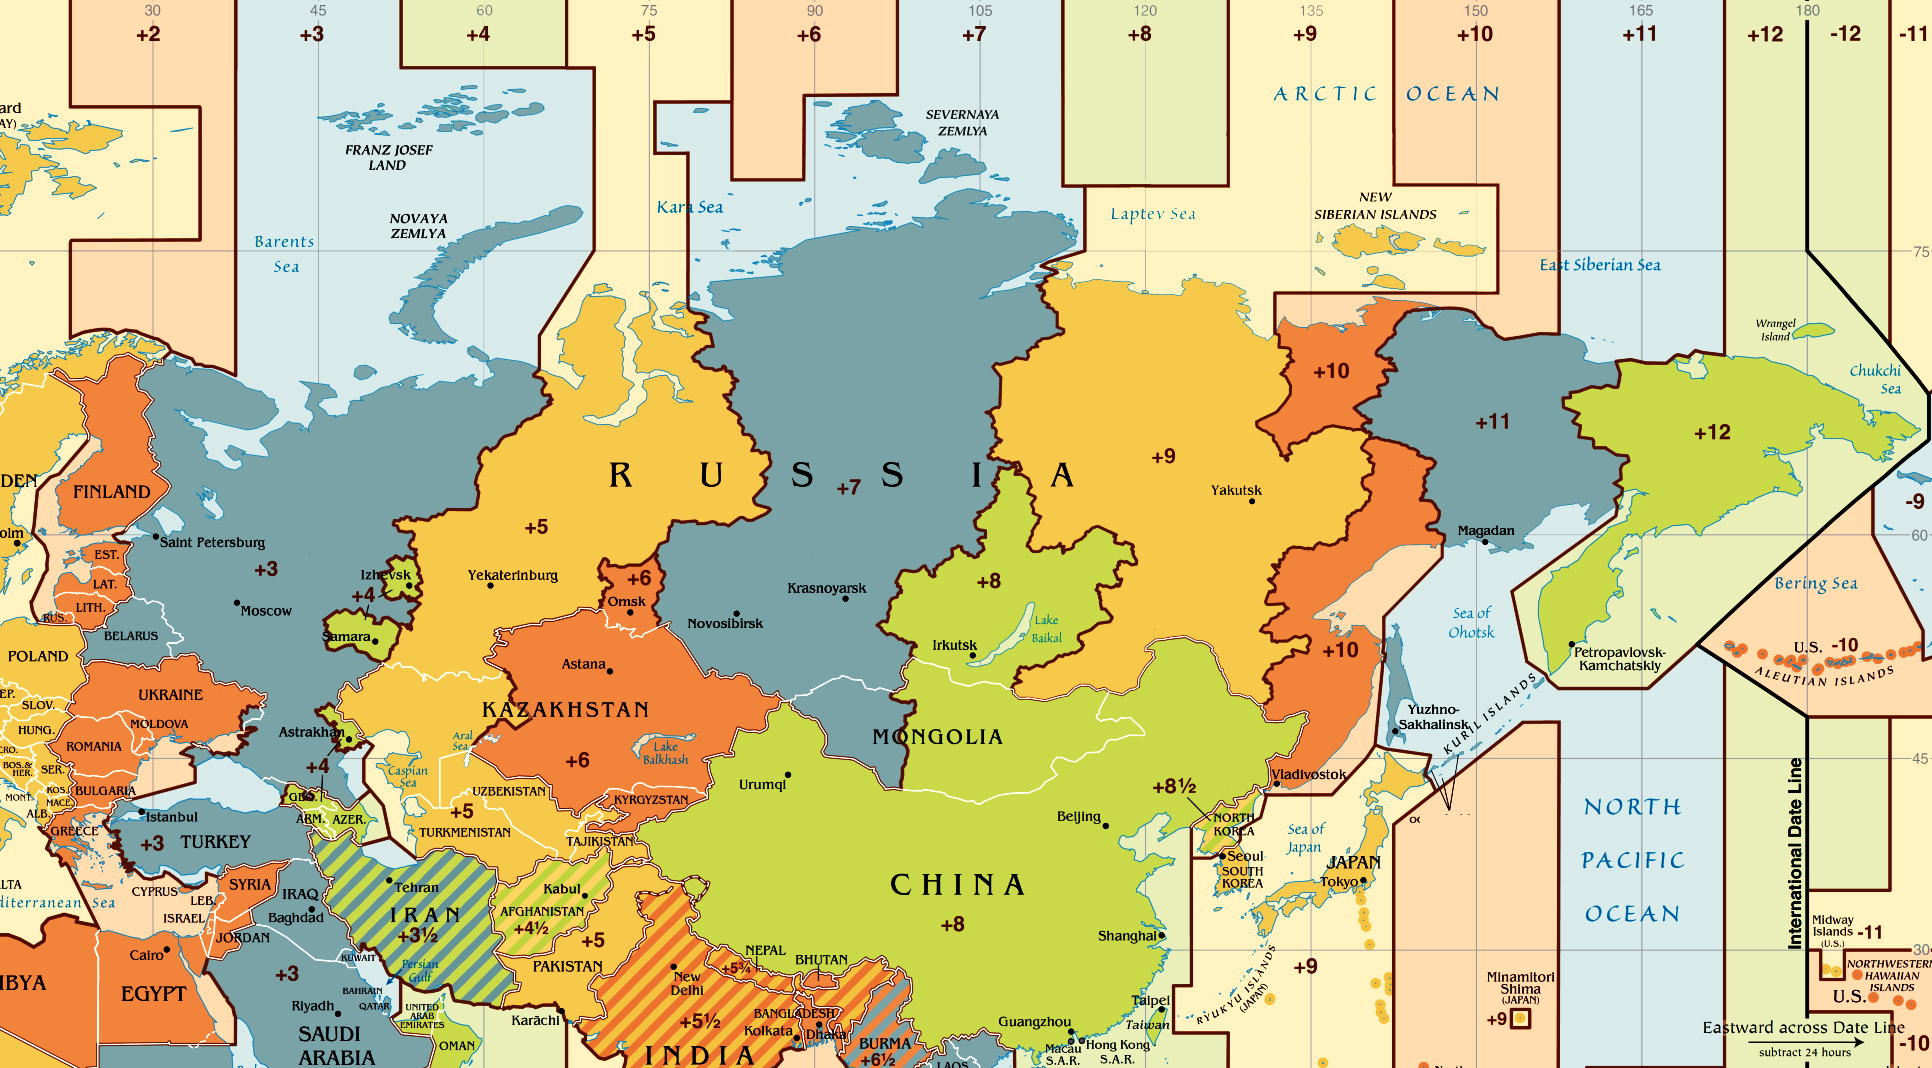 30 45 60 75 90 105 120 135 150 165 180
+2 +3 +4 +5 +6 +7 +8 +9 +10 +11 +12 -12 -11
ard
AY)
FRANZ JOSEF
LAND
SEVERNAYA
ZEMLYA
ARCTIC OCEAN
NOVAYA
ZEMLYA
Kara Sea
Laptev Sea
NEW
SIBERIAN ISLANDS
Barents
Sea
East Siberian Sea
75
Wrangel
Island
Chukchi
Sea
+10
+11
+12
DEN
FINLAND
RUSSIA
+7
+9
Yakutsk
-9
olm
Saint Petersburg
+5
Magadan
60
EST.
LAT.
LITH.
RUS.
+3
Moscow
BELARUS
Izhevsk
+4
Samara
Yekaterinburg
+6
Omsk
Krasnoyarsk
Novosibirsk
+8
Lake
Baikal
Irkutsk
Sea of
Ohotsk
Bering Sea
+10
Petropavlovsk-
Kamchatskiy
U.S. -10
ALEUTIAN ISLANDS
POLAND
EP.
SLOV.
HUNG.
UKRAINE
MOLDOVA
ROMANIA
RO.
BOS.&
HER.
SER.
MONT.
KOS.
MACE.
ALB.
BULGARIA
GREECE
Astana
KAZAKHSTAN
+6
Aral
Sea
Lake
Balkhash
MONGOLIA
Yuzhno-
Sakhalinsk
KURIL ISLANDS
Astrakhan
+4
Caspian
Sea
UZBEKISTAN
+5
TURKMENISTAN
KYRGYZSTAN
TAJIKISTAN
Urumqi
Beijing
+8½
Vladivostok
NORTH
KOREA
Seoul
SOUTH
KOREA
Sea of
Japan
JAPAN
Tokyo
45
International Date Line
NORTH
PACIFIC
OCEAN
Istanbul
+3
TURKEY
GEO.
ARM.
AZER.
LTA
diterranean Sea
CYPRUS
LEB.
ISRAEL
SYRIA
IRAQ
Baghdad
JORDAN
KUWAIT
Tehran
IRAN
+3½
Persian
Gulf
Kabul
AFGHANISTAN
+4½
+5
PAKISTAN
Karāchi
CHINA
+8
Shanghai
NEPAL
+5¾
BHUTAN
New
Delhi
+5½
INDIA
BANGLADESH
Kolkata
Dhaka
BURMA
+6½
LAOS
Guangzhou
Macau
S.A.R.
Hong Kong
S.A.R.
Taipei
Taiwan
RYUKYU ISLANDS
(JAPAN)
+9
Minamitori
Shima
(JAPAN)
+9
Midway
Islands
(U.S.)
-11
30
NORTHWESTERN
HAWAIIAN
ISLANDS
U.S.
Eastward across Date Line
subtract 24 hours
-10
IBYA
Cairo
EGYPT
+3
Riyadh
SAUDI
ARABIA
BAHRAIN
QATAR
UNITED
ARAB
EMIRATES
OMAN